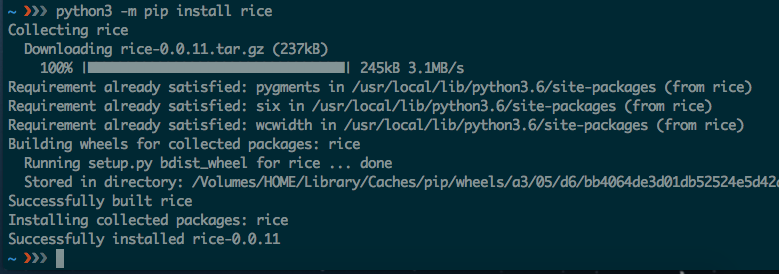 ~ ❯❯❯ python3 -m pip install rice
Collecting rice
  Downloading rice-0.0.11.tar.gz (237kB)
    100% |████████████████████████████████| 245kB 3.1MB/s
Requirement already satisfied: pygments in /usr/local/lib/python3.6/site-packages (from rice)
Requirement already satisfied: six in /usr/local/lib/python3.6/site-packages (from rice)
Requirement already satisfied: wcwidth in /usr/local/lib/python3.6/site-packages (from rice)
Building wheels for collected packages: rice
  Running setup.py bdist_wheel for rice ... done
  Stored in directory: /Volumes/HOME/Library/Caches/pip/wheels/a3/05/d6/bb4064de3d01db52524e5d42
Successfully built rice
Installing collected packages: rice
Successfully installed rice-0.0.11
~ ❯❯❯